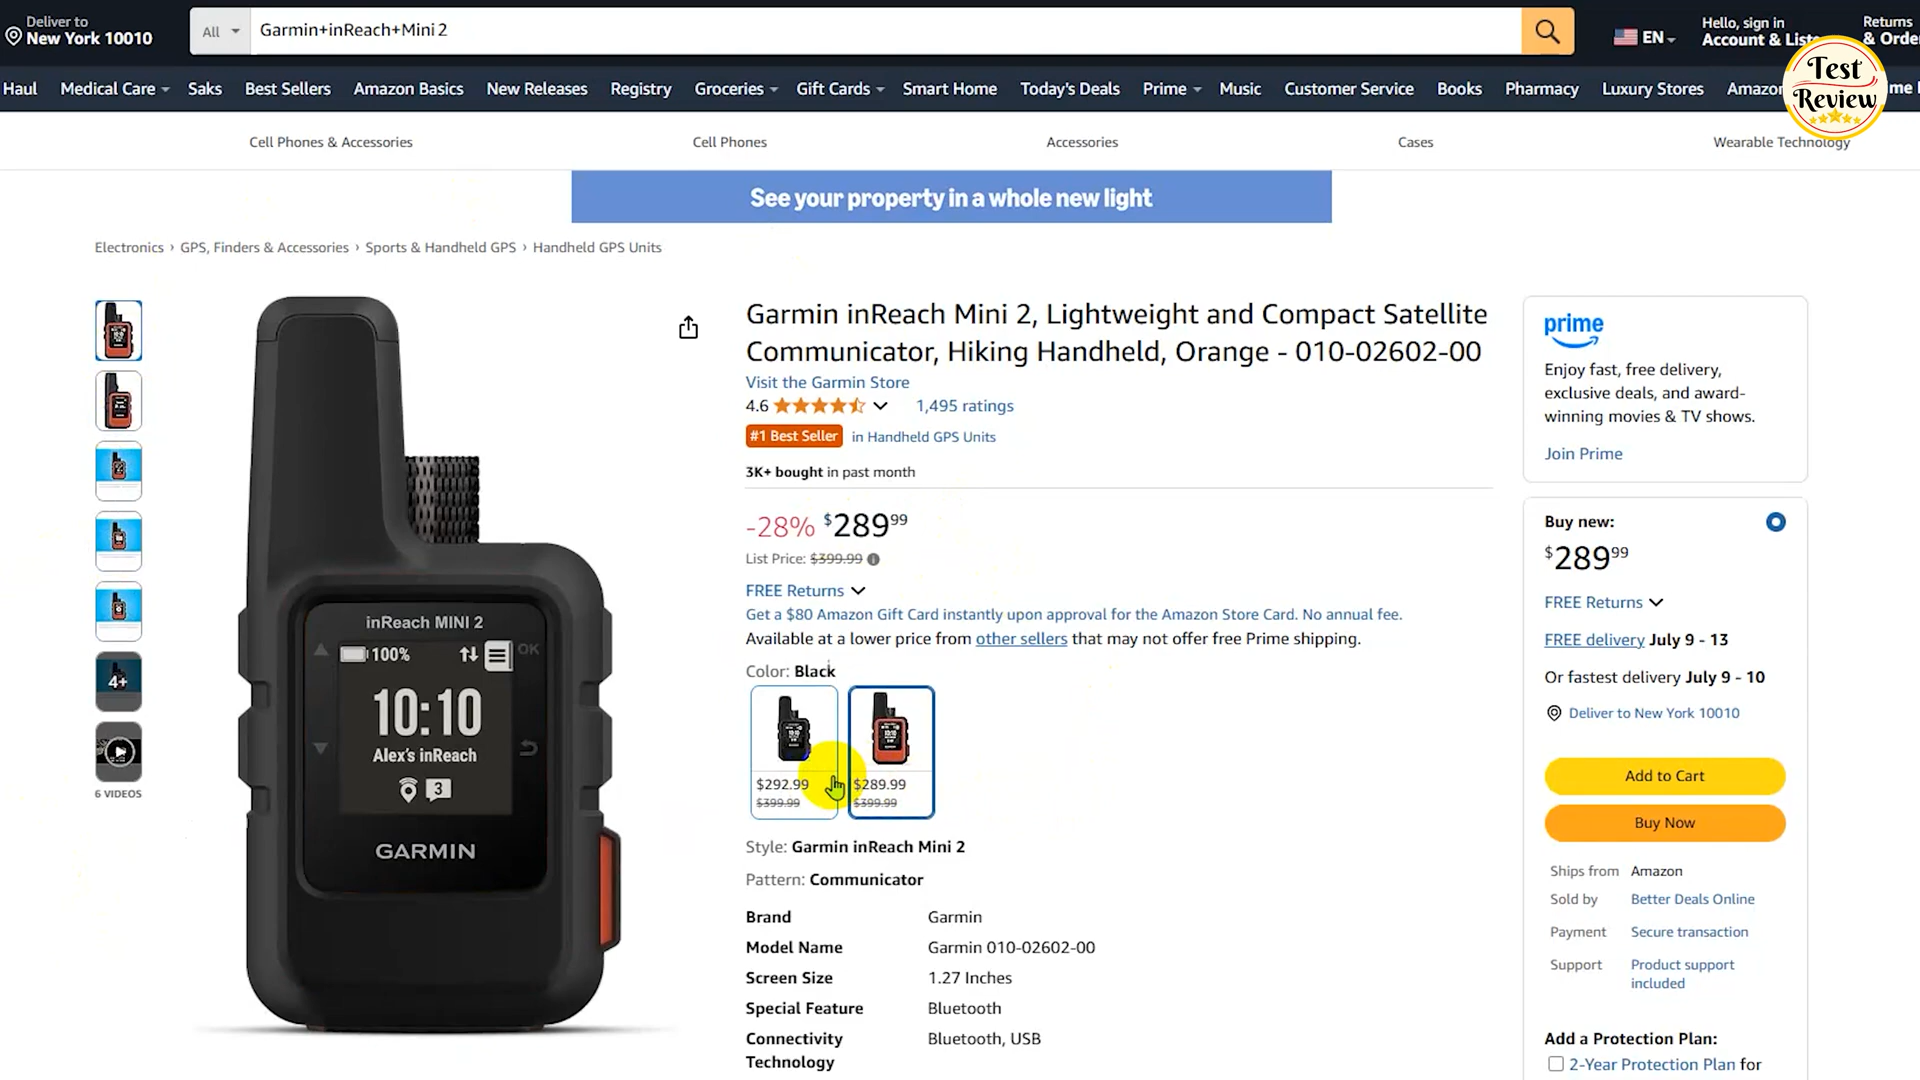 Deliver to
New York 10010
All
Garmin+inReach+Mini 2
EN
Hello, sign in
Account & Lists
Returns
& Orde
Test
Review
Haul
Medical Care
Saks
Best Sellers
Amazon Basics
New Releases
Registry
Groceries
Gift Cards
Smart Home
Today's Deals
Prime
Music
Customer Service
Books
Pharmacy
Luxury Stores
Amazon
me
Cell Phones & Accessories
Cell Phones
Accessories
Cases
Wearable Technology
See your property in a whole new light
Electronics › GPS, Finders & Accessories › Sports & Handheld GPS › Handheld GPS Units
4+
6 VIDEOS
inReach MINI 2
100%
OK
10:10
Alex's inReach
3
GARMIN
Garmin inReach Mini 2, Lightweight and Compact Satellite
Communicator, Hiking Handheld, Orange - 010-02602-00
Visit the Garmin Store
4.6
1,495 ratings
#1 Best Seller in Handheld GPS Units
3K+ bought in past month
-28% $289 99
List Price: $399.99
FREE Returns
Get a $80 Amazon Gift Card instantly upon approval for the Amazon Store Card. No annual fee.
Available at a lower price from other sellers that may not offer free Prime shipping.
Color: Black
$292.99
$399.99
$289.99
$399.99
Style: Garmin inReach Mini 2
Pattern: Communicator
Brand Garmin
Model Name Garmin 010-02602-00
Screen Size 1.27 Inches
Special Feature Bluetooth
Connectivity Bluetooth, USB
Technology
prime
Enjoy fast, free delivery,
exclusive deals, and award-
winning movies & TV shows.
Join Prime
Buy new:
$289 99
FREE Returns
FREE delivery July 9 - 13
Or fastest delivery July 9 - 10
Deliver to New York 10010
Add to Cart
Buy Now
Ships from Amazon
Sold by Better Deals Online
Payment Secure transaction
Support Product support
included
Add a Protection Plan:
2-Year Protection Plan for